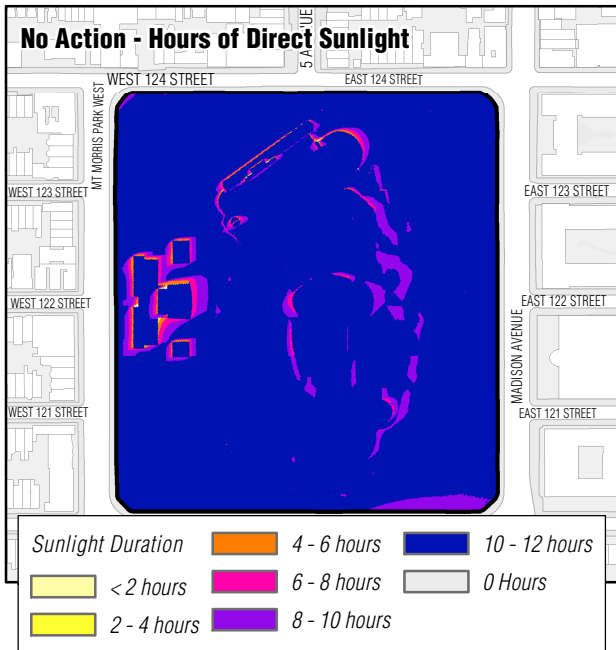 No Action - Hours of Direct Sunlight
5 AVENUE
WEST 124 STREET
EAST 124 STREET
MT MORRIS PARK WEST
WEST 123 STREET
EAST 123 STREET
WEST 122 STREET
EAST 122 STREET
MADISON AVENUE
WEST 121 STREET
EAST 121 STREET
Sunlight Duration
< 2 hours
2 - 4 hours
4 - 6 hours
6 - 8 hours
8 - 10 hours
10 - 12 hours
0 Hours